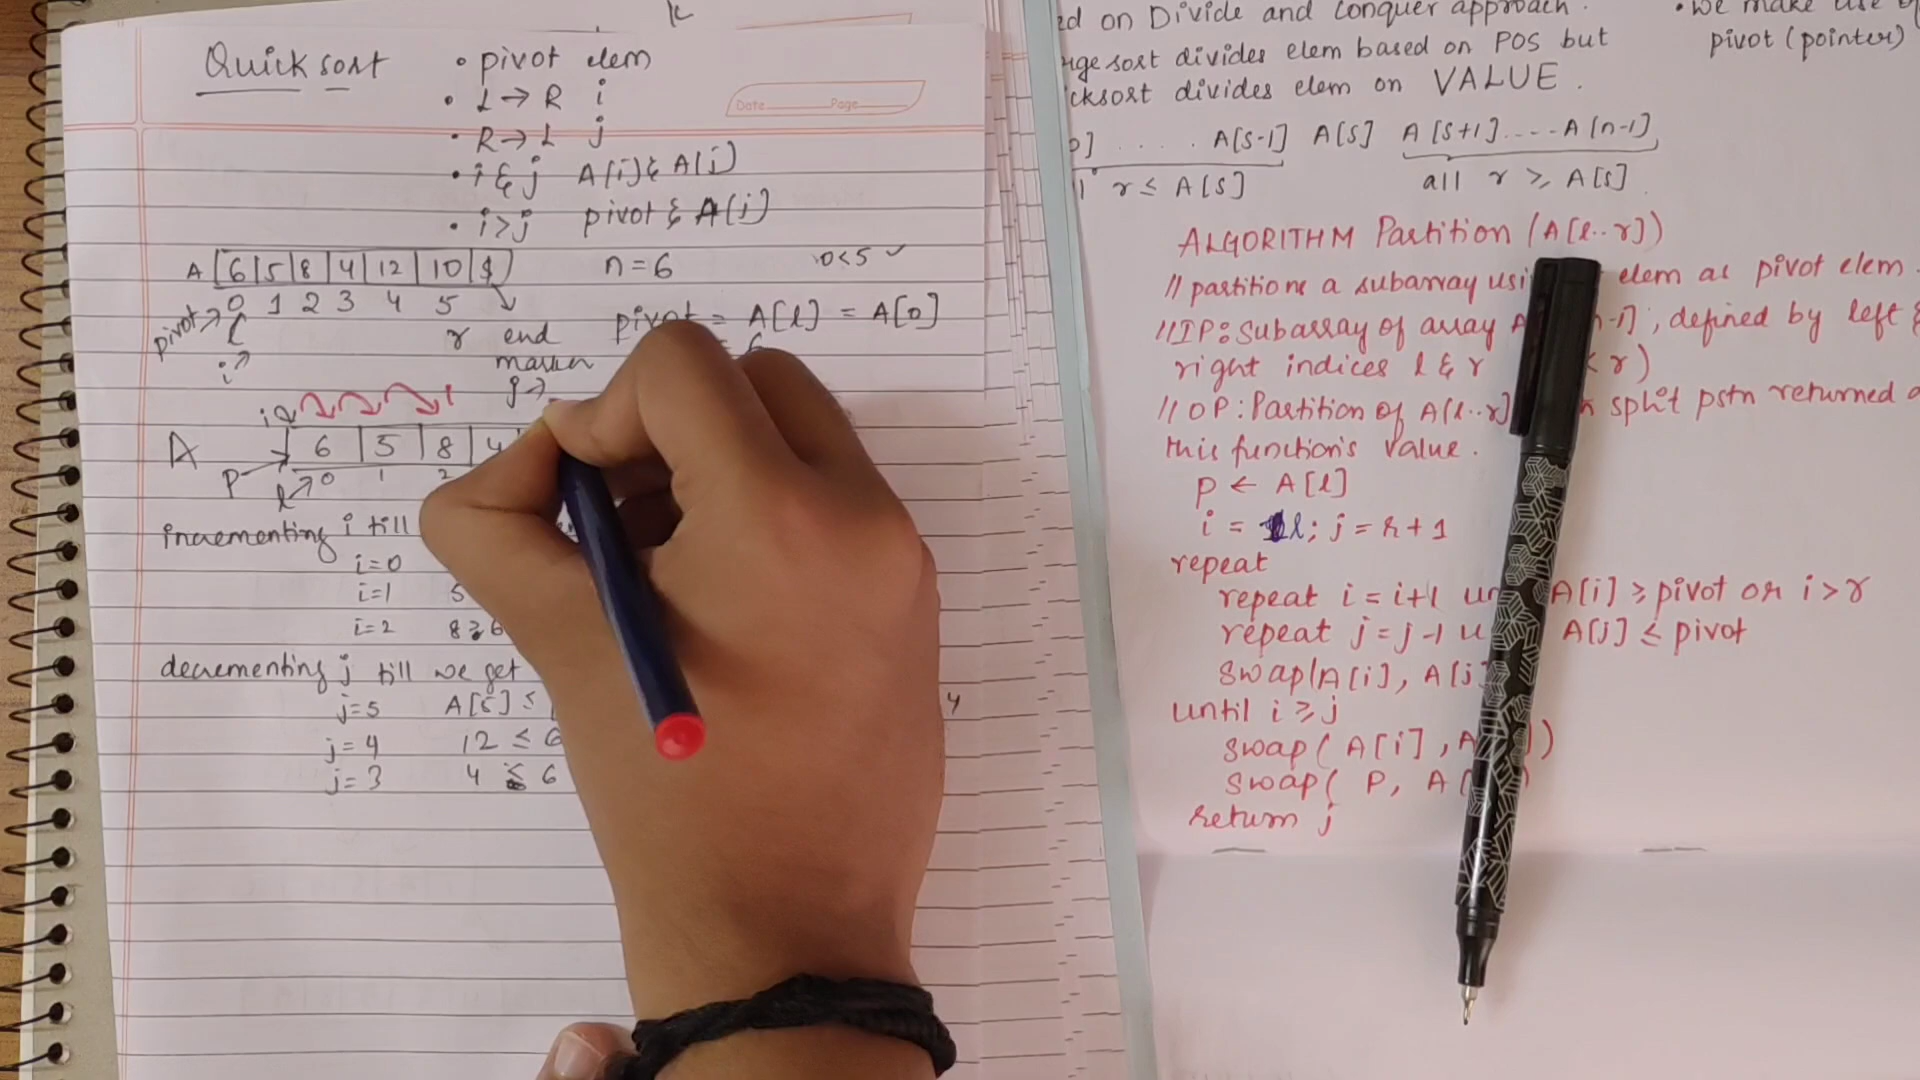 Quick sort
• pivot elem
• L → R i
• R → L j
• i & j A[i] & A[j]
• i > j pivot & A[j]
A 6 5 8 4 12 10 $
n = 6
0<5 ✓
0 1 2 3 4 5
pivot → l
r end marker
i
pivot = A[l] = A[0]
j →
i
A 6 5 8 4
P
l 0 1 2
incrementing i till
i=0
i=1 5
i=2 8 ≥ 6
decrementing j till we get
j=5 A[5] ≤
j=4 12 ≤ 6
j=3 4 ≤ 6
on Divide and Conquer approach.
sort divides elem based on POS but
divides elem on VALUE.
• We make use
pivot (pointer)
.... A[s-1] A[s] A[s+1].... A[n-1]
r ≤ A[s]
all r ≥ A[s]
ALGORITHM Partition (A[l..r])
// partitions a subarray elem as pivot elem.
// IP: Subarray of array , defined by left &
right indices l & r r)
// OP: Partition of A[l..r] split pstn returned
this function's value.
p ← A[l]
i = l; j = r+1
repeat
repeat i = i+1 A[i] ≥ pivot or i > r
repeat j = j-1 A[j] ≤ pivot
swap(A[i], A[j]
until i ≥ j
swap( A[i], )
swap( P, A )
return j